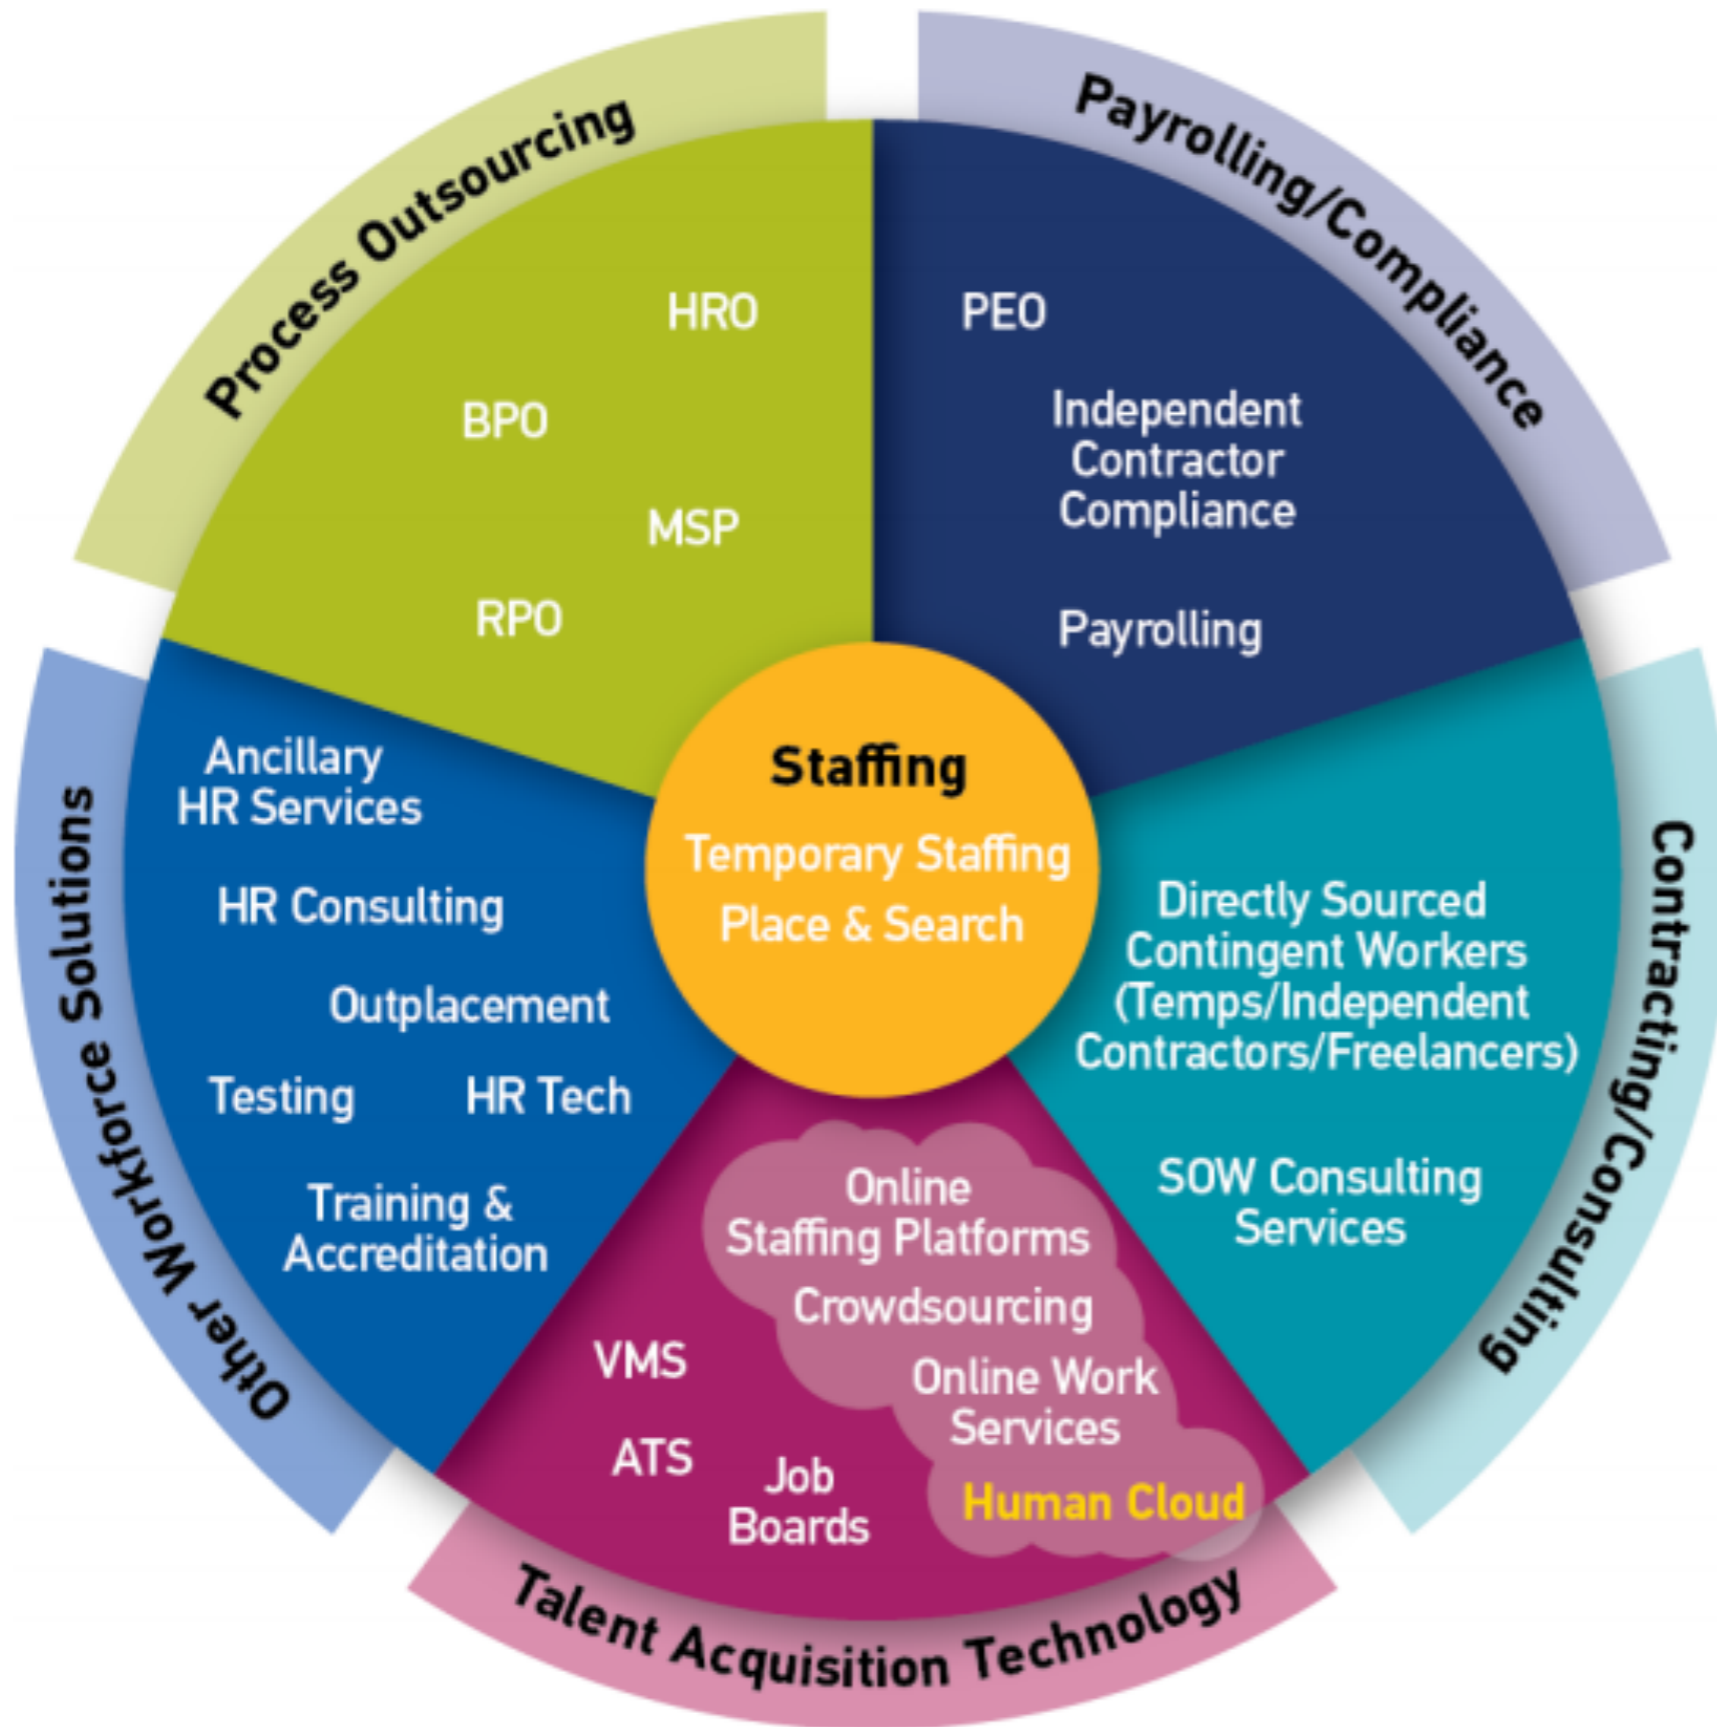 Process Outsourcing
HRO
BPO
MSP
RPO
Payrolling/Compliance
PEO
Independent
Contractor
Compliance
Payrolling
Contracting/Consulting
Directly Sourced
Contingent Workers
(Temps/Independent
Contractors/Freelancers)
SOW Consulting
Services
Talent Acquisition Technology
Online
Staffing Platforms
Crowdsourcing
Online Work
Services
Human Cloud
VMS
ATS
Job
Boards
Other Workforce Solutions
Ancillary
HR Services
HR Consulting
Outplacement
Testing
HR Tech
Training &
Accreditation
Staffing
Temporary Staffing
Place & Search